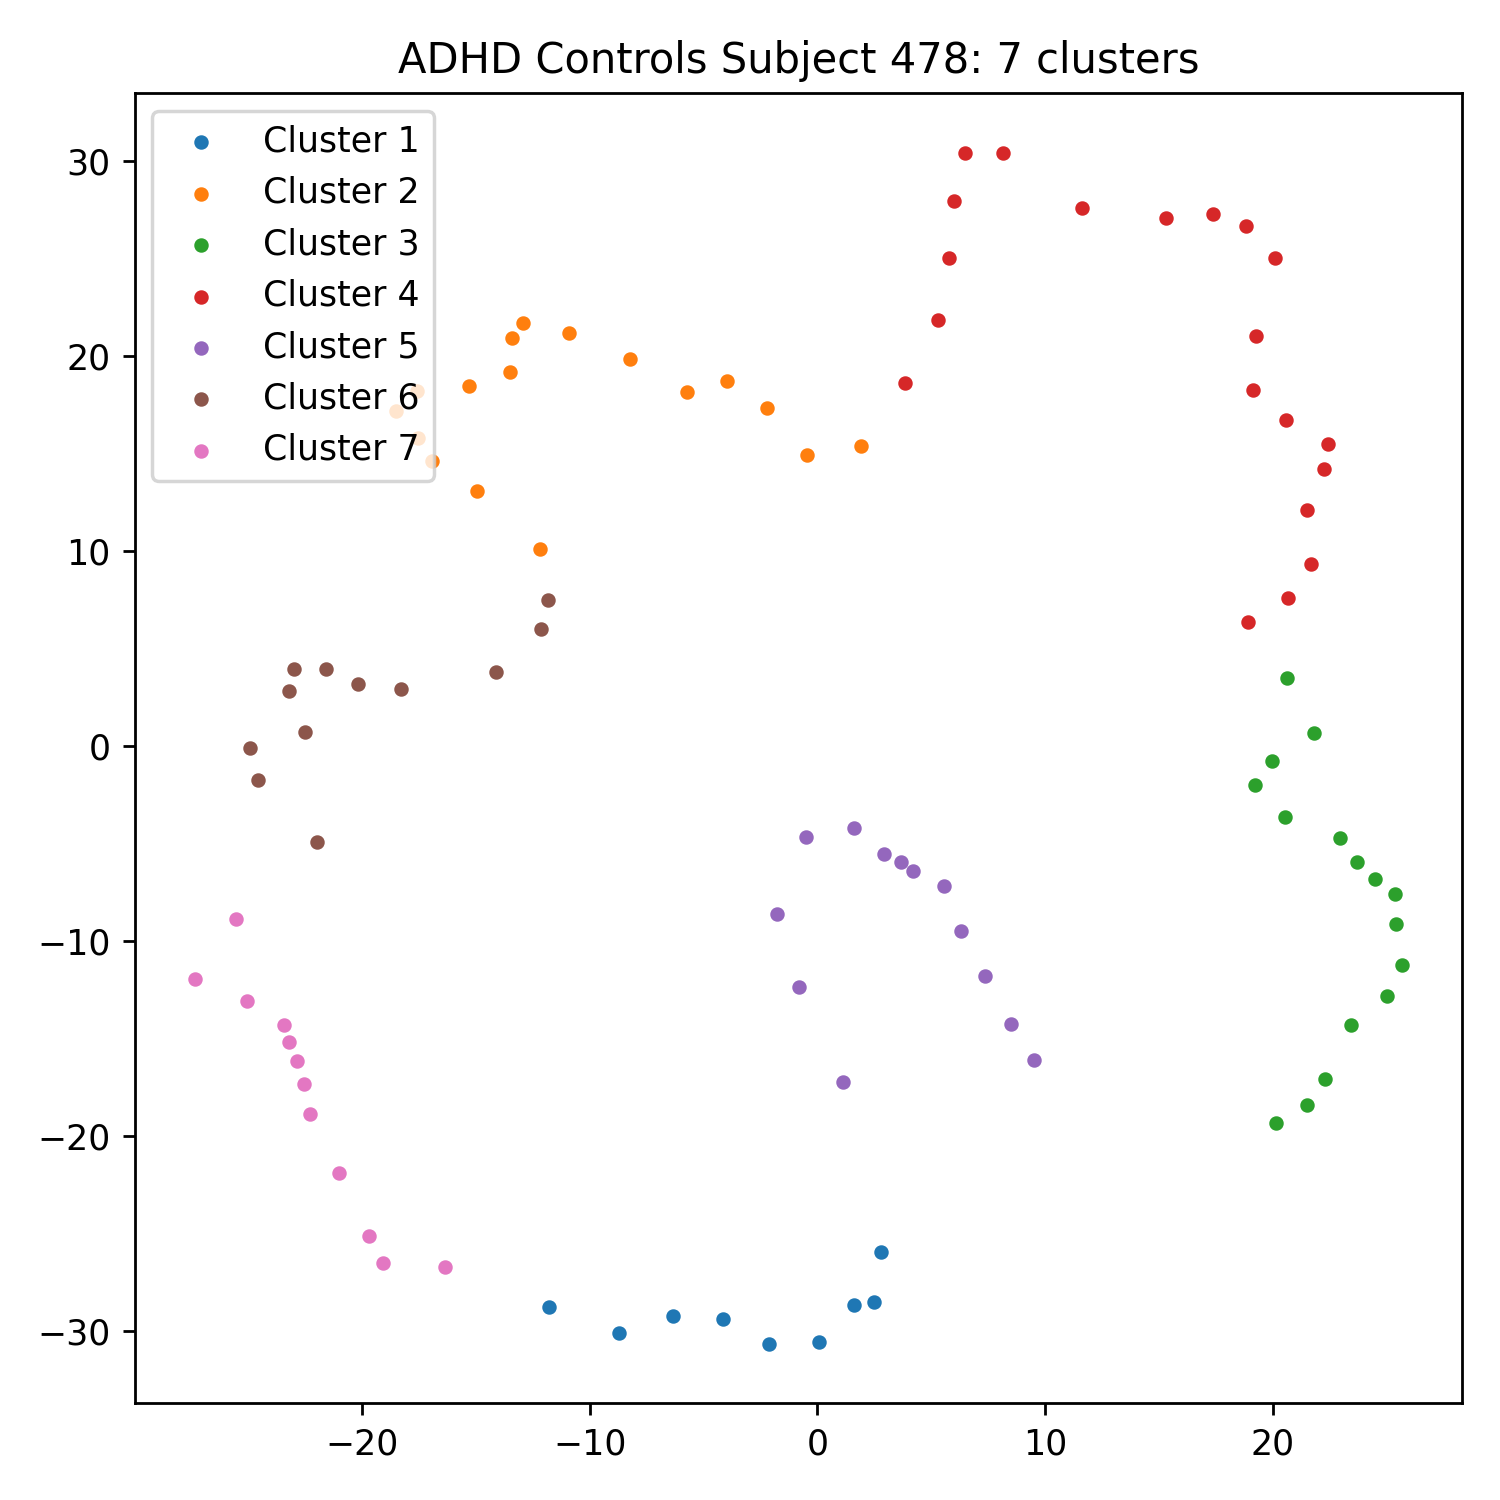 ADHD Controls Subject 478: 7 clusters
Cluster 1
Cluster 2
Cluster 3
Cluster 4
Cluster 5
Cluster 6
Cluster 7
30
20
10
0
−10
−20
−30
−20 −10 0 10 20